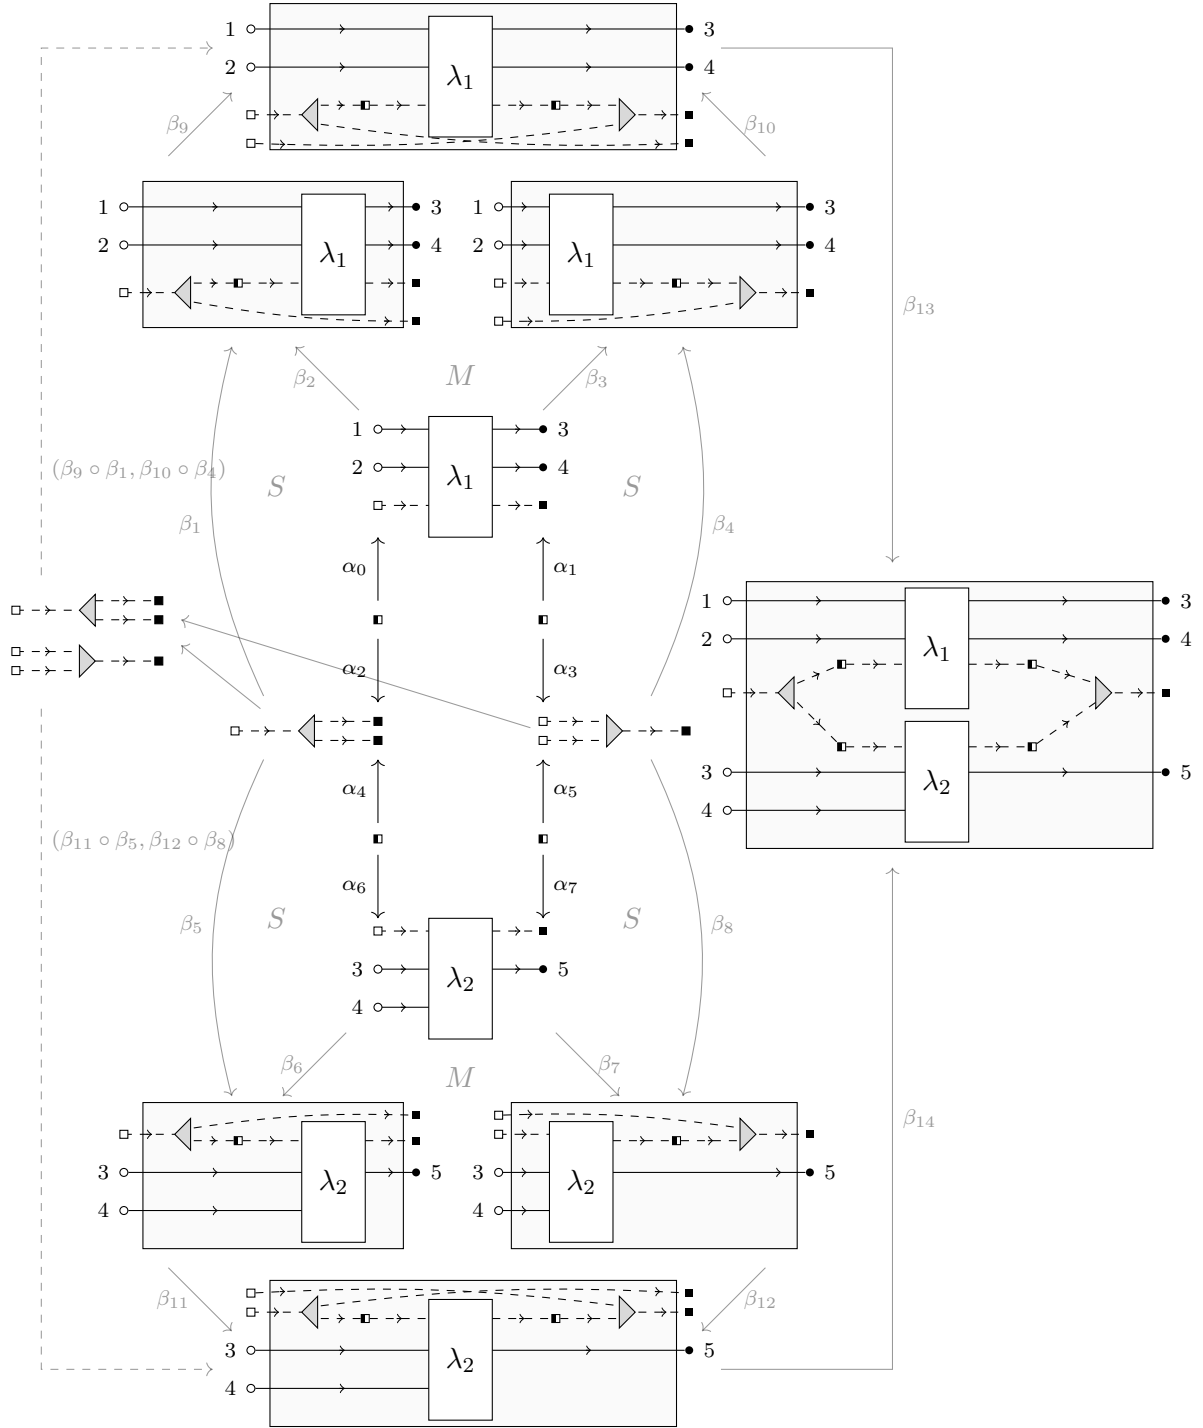 1 3
2 λ₁ 4
β₉ β₁₀
1 3 1 3
2 λ₁ 4 2 λ₁ 4
β₁₃
β₂ M β₃
1 3
(β₉ ∘ β₁, β₁₀ ∘ β₄) 2 λ₁ 4
S S
β₁ β₄
α₀ α₁
1 3
2 λ₁ 4
α₂ α₃
3 λ₂ 5
4
α₄ α₅
(β₁₁ ∘ β₅, β₁₂ ∘ β₈)
α₆ α₇
β₅ S S β₈
3 λ₂ 5
4
β₆ M β₇
β₁₄
3 5 3 5
4 λ₂ 4 λ₂
β₁₁ β₁₂
3 λ₂ 5
4